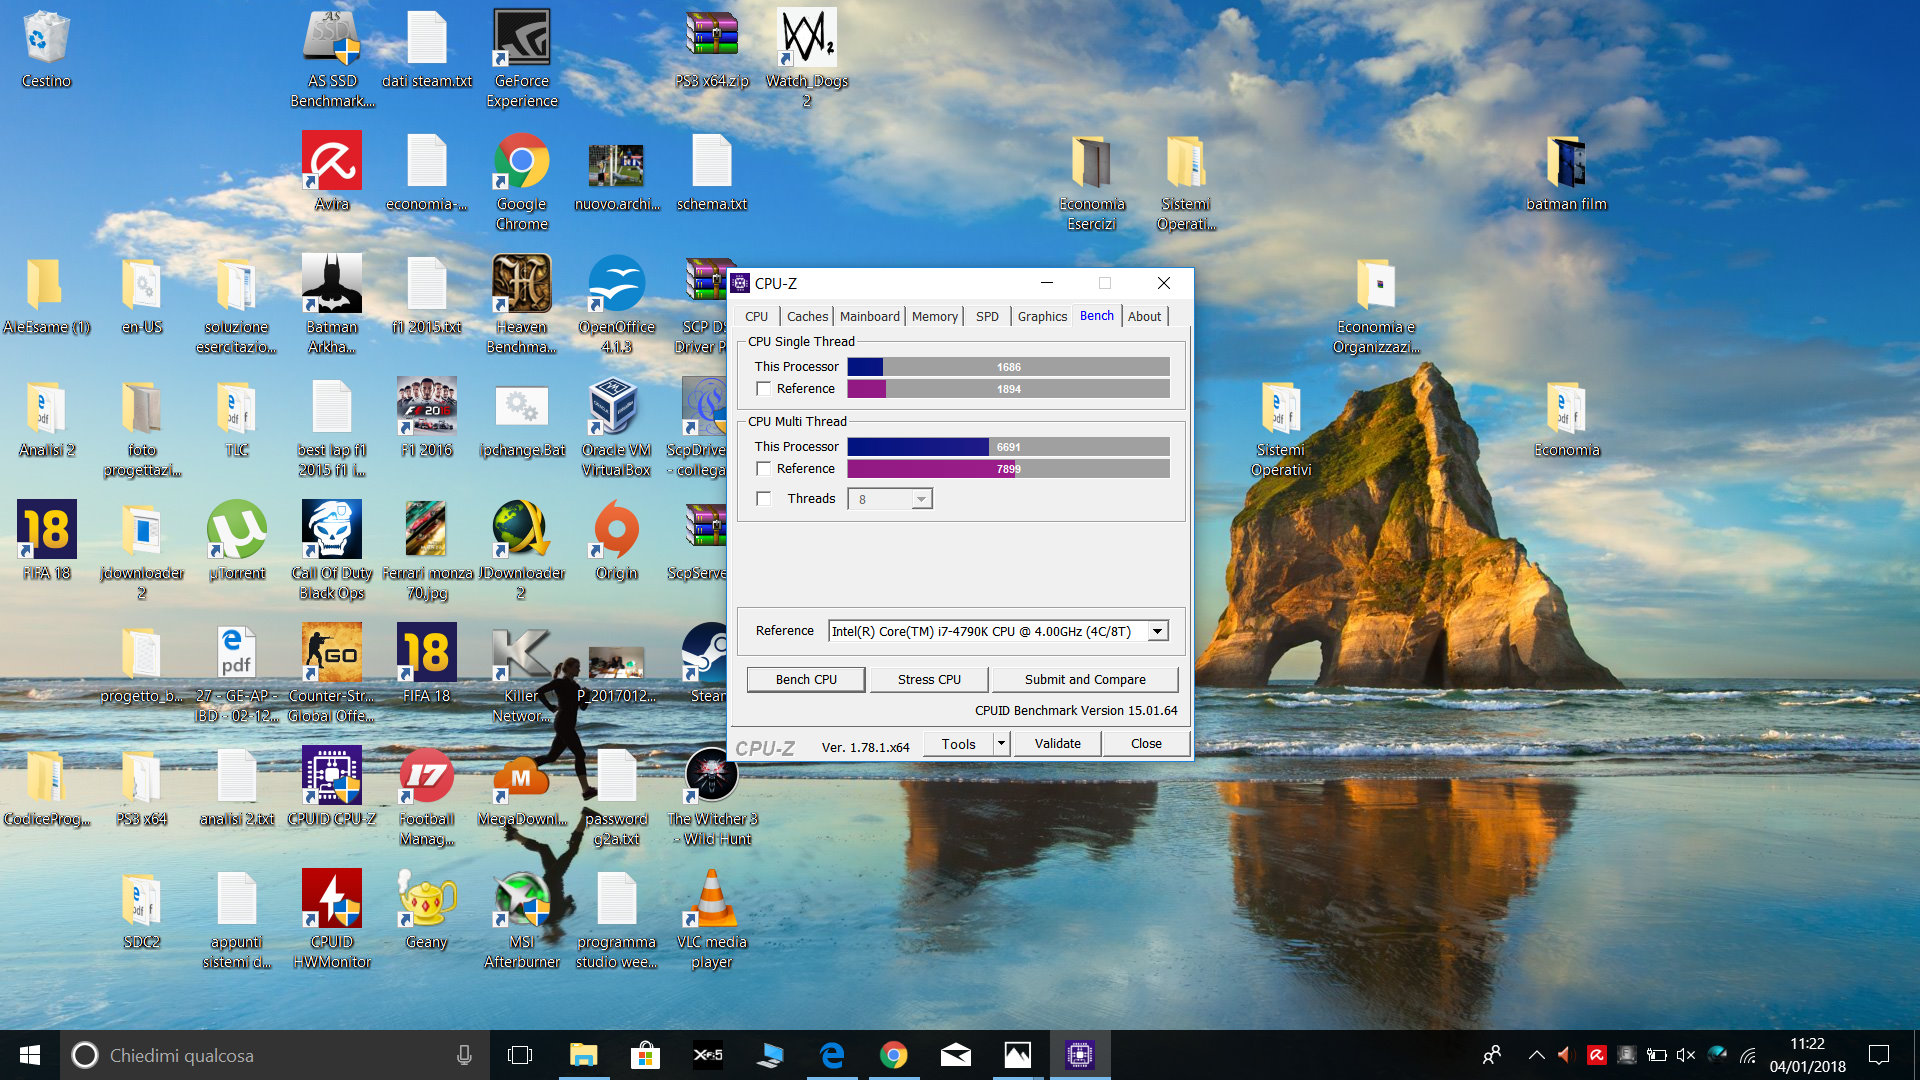 Cestino
AS SSD
Benchmark....
dati steam.txt
GeForce
Experience
PS3 x64.zip
Watch_Dogs
2
Avira
economia-...
Google
Chrome
nuovo.archi...
schema.txt
Economia
Esercizi
Sistemi
Operati...
batman film
AleEsame (1)
en-US
soluzione
esercitazio...
Batman
Arkha...
f1 2015.txt
Heaven
Benchma...
OpenOffice
4.1.3
SCP DS
Driver P
Economia e
Organizzazi...
Analisi 2
foto
progettazi...
TLC
best lap f1
2015 f1 i...
F1 2016
ipchange.Bat
Oracle VM
VirtualBox
ScpDrive
- collega
Sistemi
Operativi
Economia
FIFA 18
jdownloader
2
µTorrent
Call Of Duty
Black Ops
Ferrari monza
70.jpg
JDownloader
2
Origin
ScpServe
progetto_b...
27 - GE-AP -
IBD - 02-12...
Counter-Str...
Global Offe...
FIFA 18
Killer
Networ...
P_2017012...
Steam
CodiceProg...
PS3 x64
analisi 2.txt
CPUID CPU-Z
Football
Manag...
MegaDownl...
password
g2a.txt
The Witcher 3
- Wild Hunt
SDC2
appunti
sistemi d...
CPUID
HWMonitor
Geany
MSI
Afterburner
programma
studio wee...
VLC media
player
CPU-Z
CPU Caches Mainboard Memory SPD Graphics Bench About
CPU Single Thread
This Processor 1686
Reference 1894
CPU Multi Thread
This Processor 6691
Reference 7899
Threads 8
Reference Intel(R) Core(TM) i7-4790K CPU @ 4.00GHz (4C/8T)
Bench CPU Stress CPU Submit and Compare
CPUID Benchmark Version 15.01.64
CPU-Z Ver. 1.78.1.x64 Tools Validate Close
Chiedimi qualcosa
11:22
04/01/2018